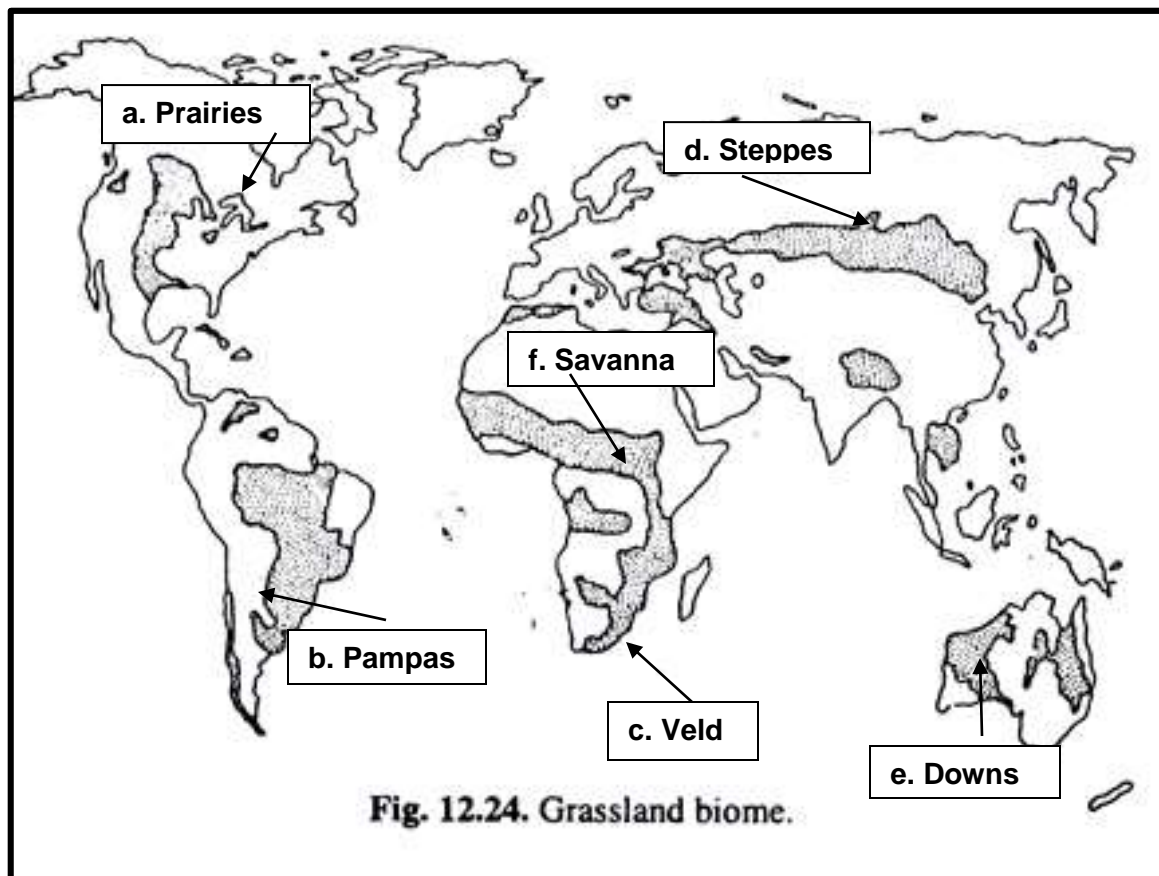 a. Prairies
d. Steppes
f. Savanna
b. Pampas
c. Veld
e. Downs
Fig. 12.24. Grassland biome.